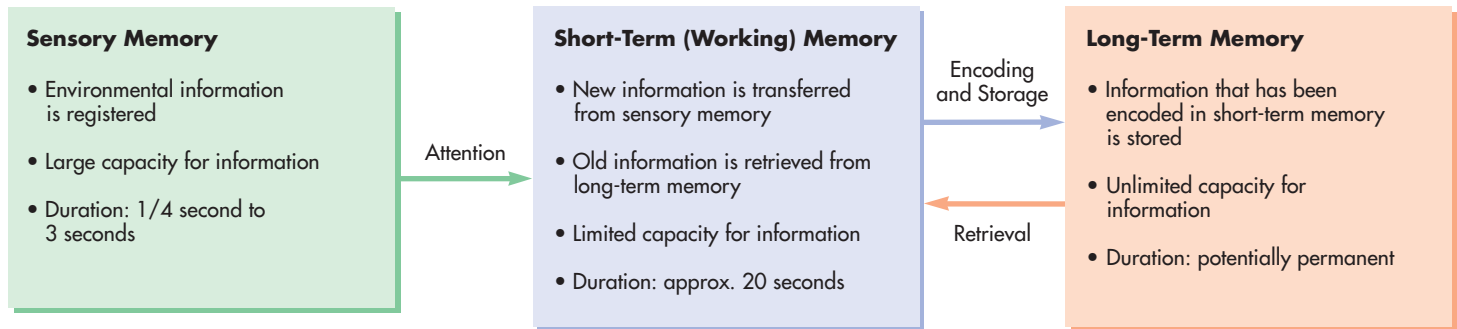 Sensory Memory
• Environmental information
is registered
• Large capacity for information
• Duration: 1/4 second to
3 seconds
Attention
Short-Term (Working) Memory
• New information is transferred
from sensory memory
• Old information is retrieved from
long-term memory
• Limited capacity for information
• Duration: approx. 20 seconds
Encoding
and Storage
Retrieval
Long-Term Memory
• Information that has been
encoded in short-term memory
is stored
• Unlimited capacity for
information
• Duration: potentially permanent